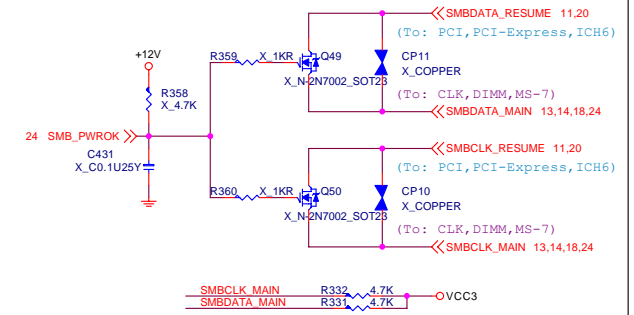 SMBDATA_RESUME 11,20
(To: PCI,PCI-Express,ICH6)
+12V
R359 X_1KR Q49 CP11
X_COPPER
X_N-2N7002_SOT23
R358
X_4.7K
(To: CLK,DIMM,MS-7)
SMBDATA_MAIN 13,14,18,24
24 SMB_PWROK
C431
X_C0.1U25Y
SMBCLK_RESUME 11,20
(To: PCI,PCI-Express,ICH6)
R360 X_1KR Q50 CP10
X_COPPER
X_N-2N7002_SOT23
(To: CLK,DIMM,MS-7)
SMBCLK_MAIN 13,14,18,24
SMBCLK_MAIN R332 4.7K VCC3
SMBDATA_MAIN R331 4.7K